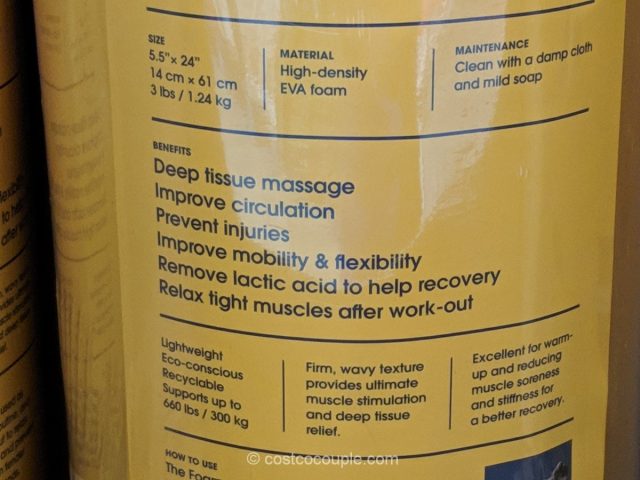 SIZE
5.5"x 24"
14 cm x 61 cm
3 lbs / 1.24 kg
MATERIAL
High-density
EVA foam
MAINTENANCE
Clean with a damp cloth
and mild soap
BENEFITS
Deep tissue massage
Improve circulation
Prevent injuries
Improve mobility & flexibility
Remove lactic acid to help recovery
Relax tight muscles after work-out
Lightweight
Eco-conscious
Recyclable
Supports up to
660 lbs / 300 kg
Firm, wavy texture
provides ultimate
muscle stimulation
and deep tissue
relief.
Excellent for warm-
up and reducing
muscle soreness
and stiffness for
a better recovery.
HOW TO USE
The Foam
© costcocouple.com